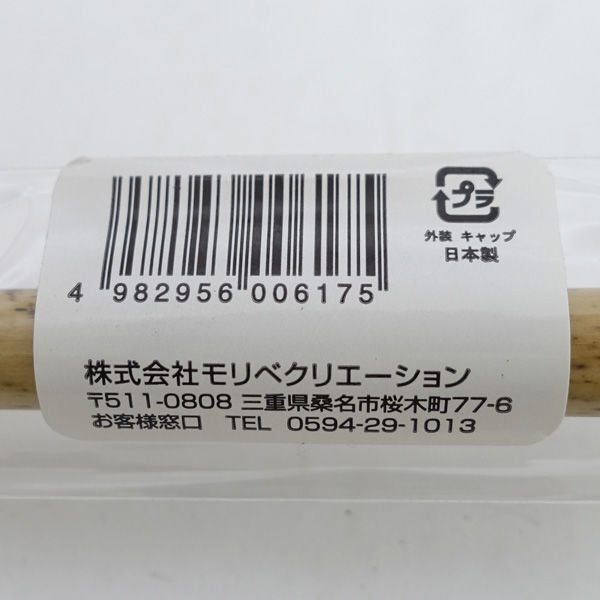 プラ
外装 キャップ
日本製
4 982956 006175
株式会社モリベクリエーション
〒511-0808 三重県桑名市桜木町77-6
お客様窓口 TEL 0594-29-1013